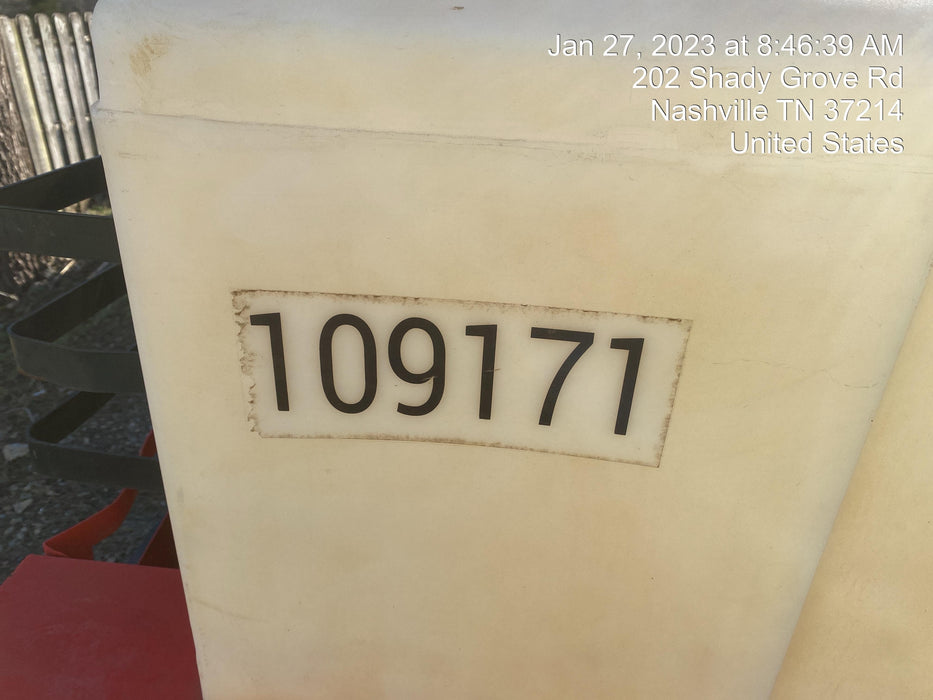 Jan 27, 2023 at 8:46:39 AM
202 Shady Grove Rd
Nashville TN 37214
United States
109171